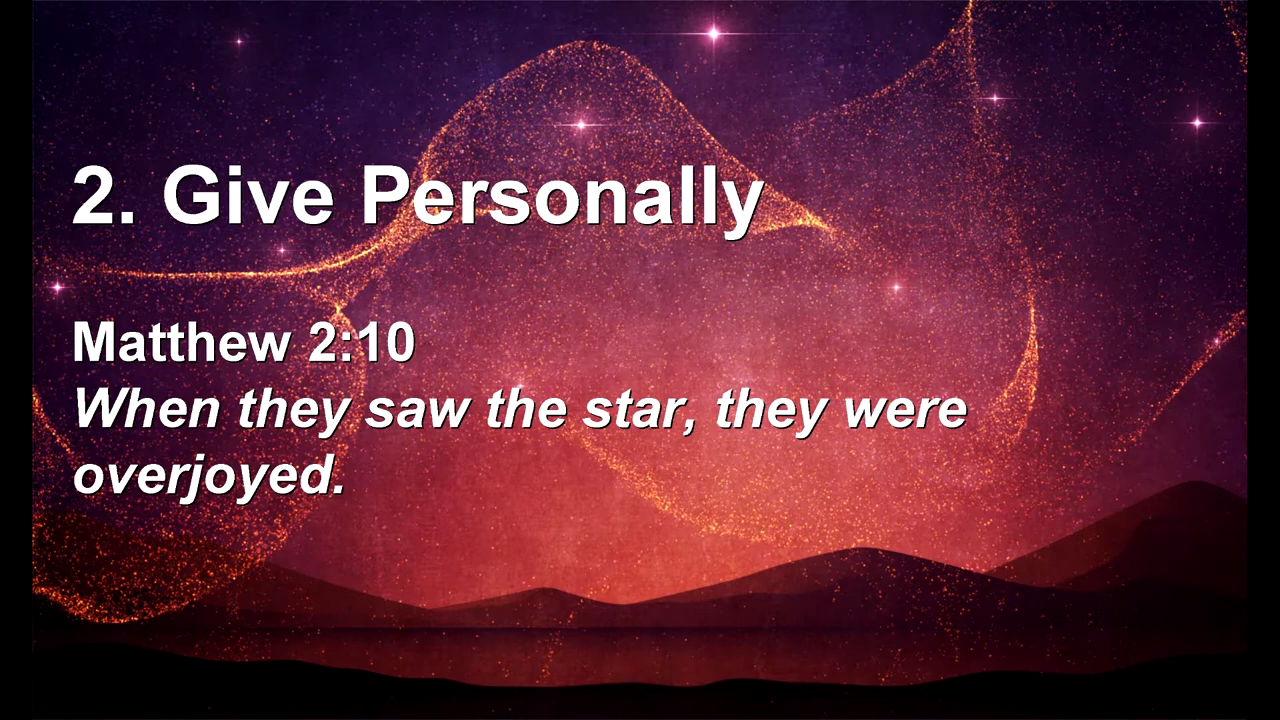 2. Give Personally
Matthew 2:10
When they saw the star, they were
overjoyed.